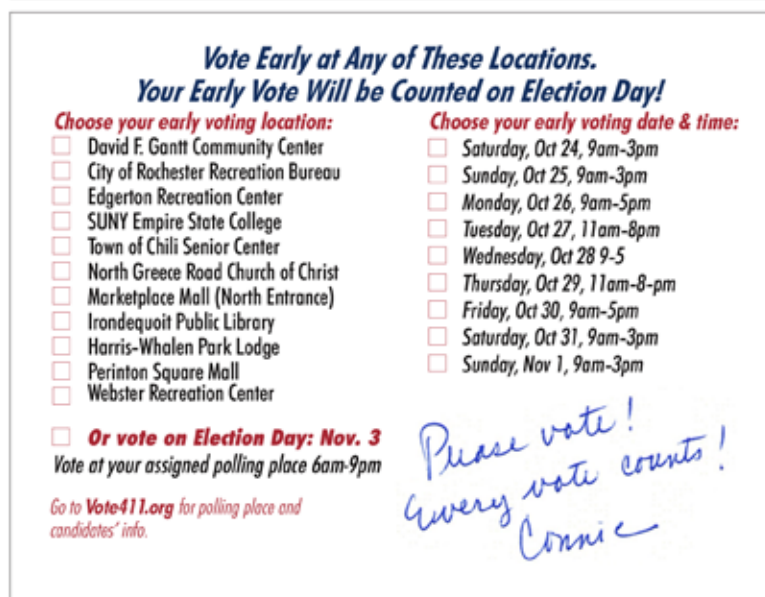 Vote Early at Any of These Locations.
Your Early Vote Will be Counted on Election Day!
Choose your early voting location:
David F. Gantt Community Center
City of Rochester Recreation Bureau
Edgerton Recreation Center
SUNY Empire State College
Town of Chili Senior Center
North Greece Road Church of Christ
Marketplace Mall (North Entrance)
Irondequoit Public Library
Harris-Whalen Park Lodge
Perinton Square Mall
Webster Recreation Center
Or vote on Election Day: Nov. 3
Vote at your assigned polling place 6am-9pm
Go to Vote411.org for polling place and
candidates' info.
Choose your early voting date & time:
Saturday, Oct 24, 9am-3pm
Sunday, Oct 25, 9am-3pm
Monday, Oct 26, 9am-5pm
Tuesday, Oct 27, 11am-8pm
Wednesday, Oct 28 9-5
Thursday, Oct 29, 11am-8-pm
Friday, Oct 30, 9am-5pm
Saturday, Oct 31, 9am-3pm
Sunday, Nov 1, 9am-3pm
Please vote!
Every vote counts!
Connie